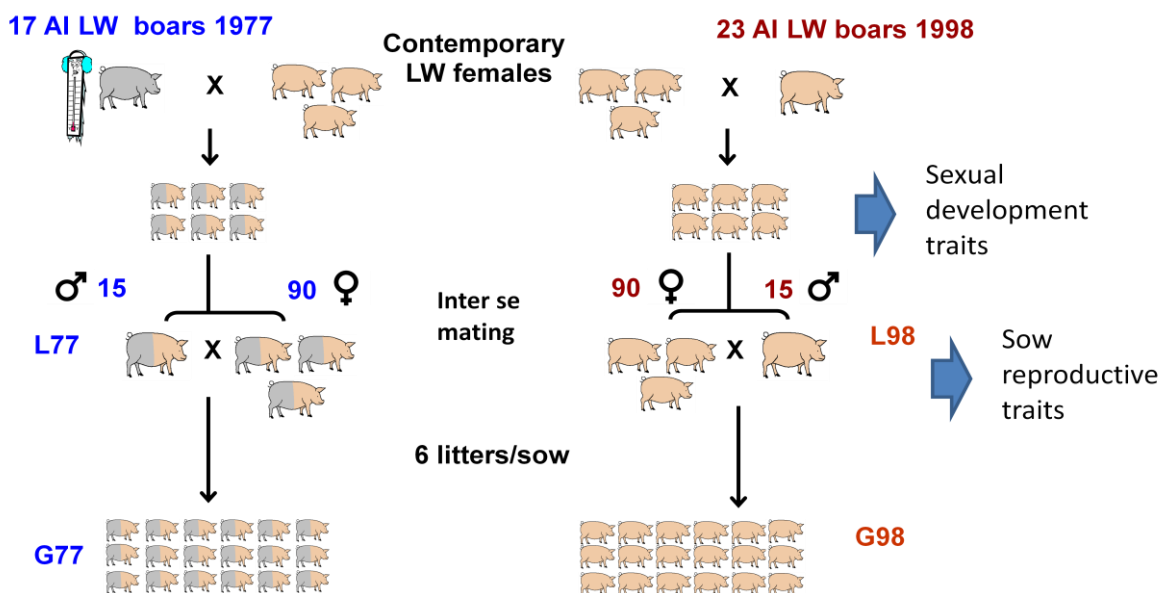 17 AI LW boars 1977
Contemporary
LW females
23 AI LW boars 1998
X
X
Sexual
development
traits
♂ 15
90 ♀
Inter se
mating
90 ♀
15 ♂
L77
X
X
L98
Sow
reproductive
traits
6 litters/sow
G77
G98